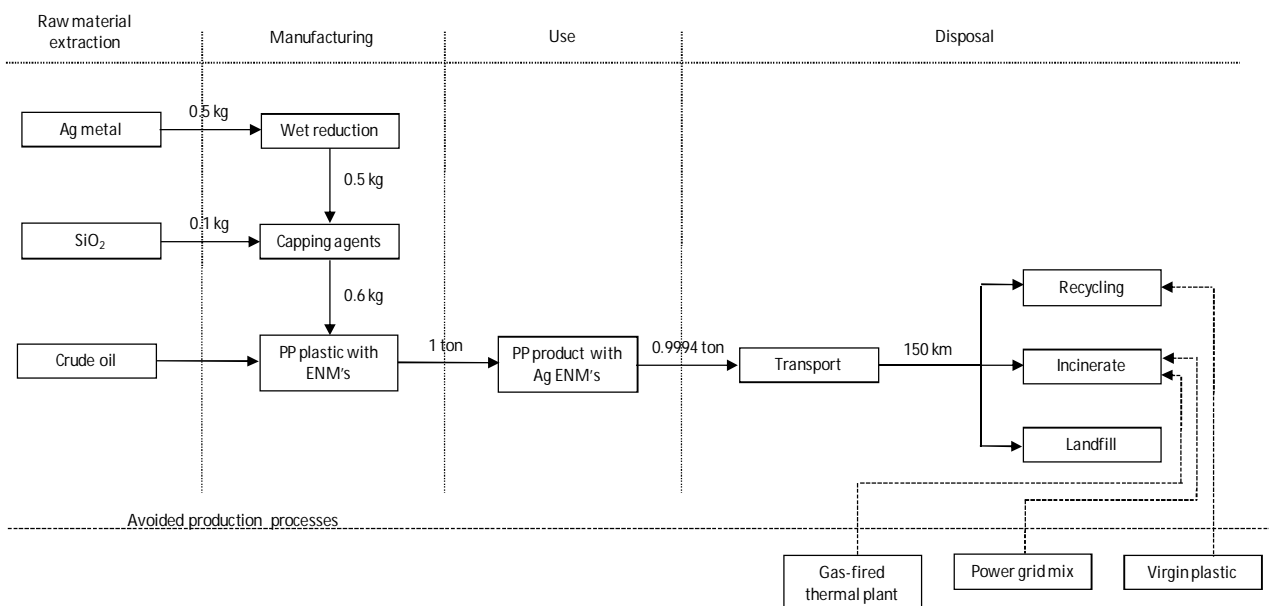 Raw material
extraction
Manufacturing
Use
Disposal
0.5 kg
Ag metal
Wet reduction
0.5 kg
0.1 kg
SiO₂
Capping agents
0.6 kg
Recycling
Crude oil
PP plastic with
ENM's
1 ton
PP product with
Ag ENM's
0.9994 ton
Transport
150 km
Incinerate
Landfill
Avoided production processes
Gas-fired
thermal plant
Power grid mix
Virgin plastic